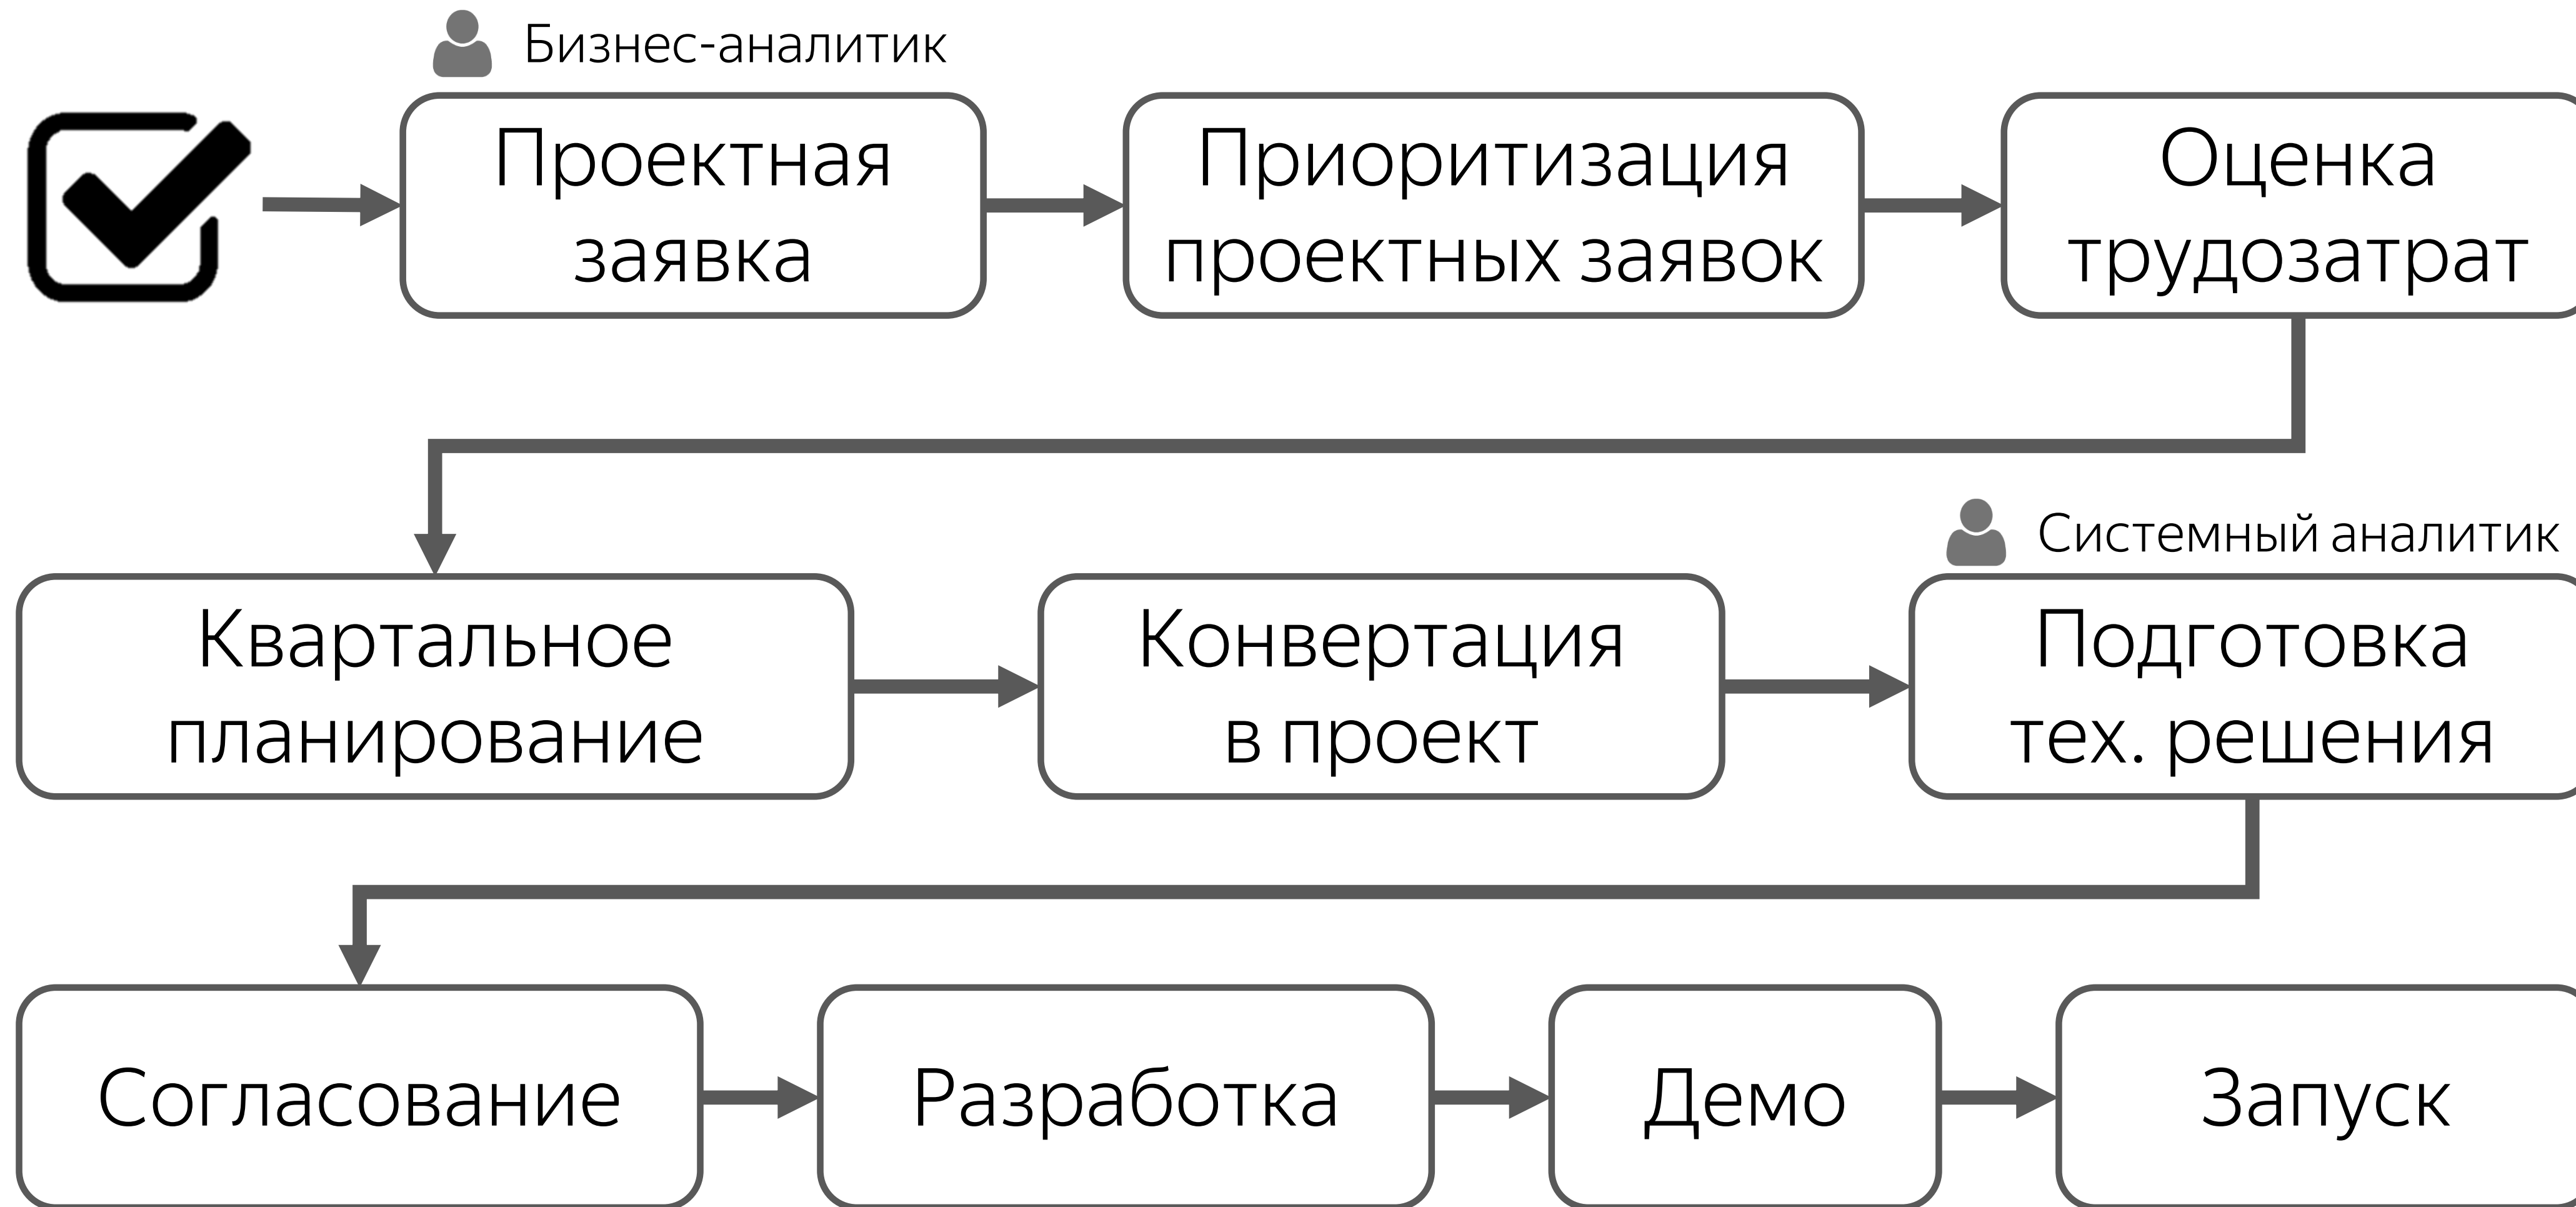 Бизнес-аналитик
Проектная
заявка
Приоритизация
проектных заявок
Оценка
трудозатрат
Квартальное
планирование
Конвертация
в проект
Системный аналитик
Подготовка
тех. решения
Согласование
Разработка
Демо
Запуск